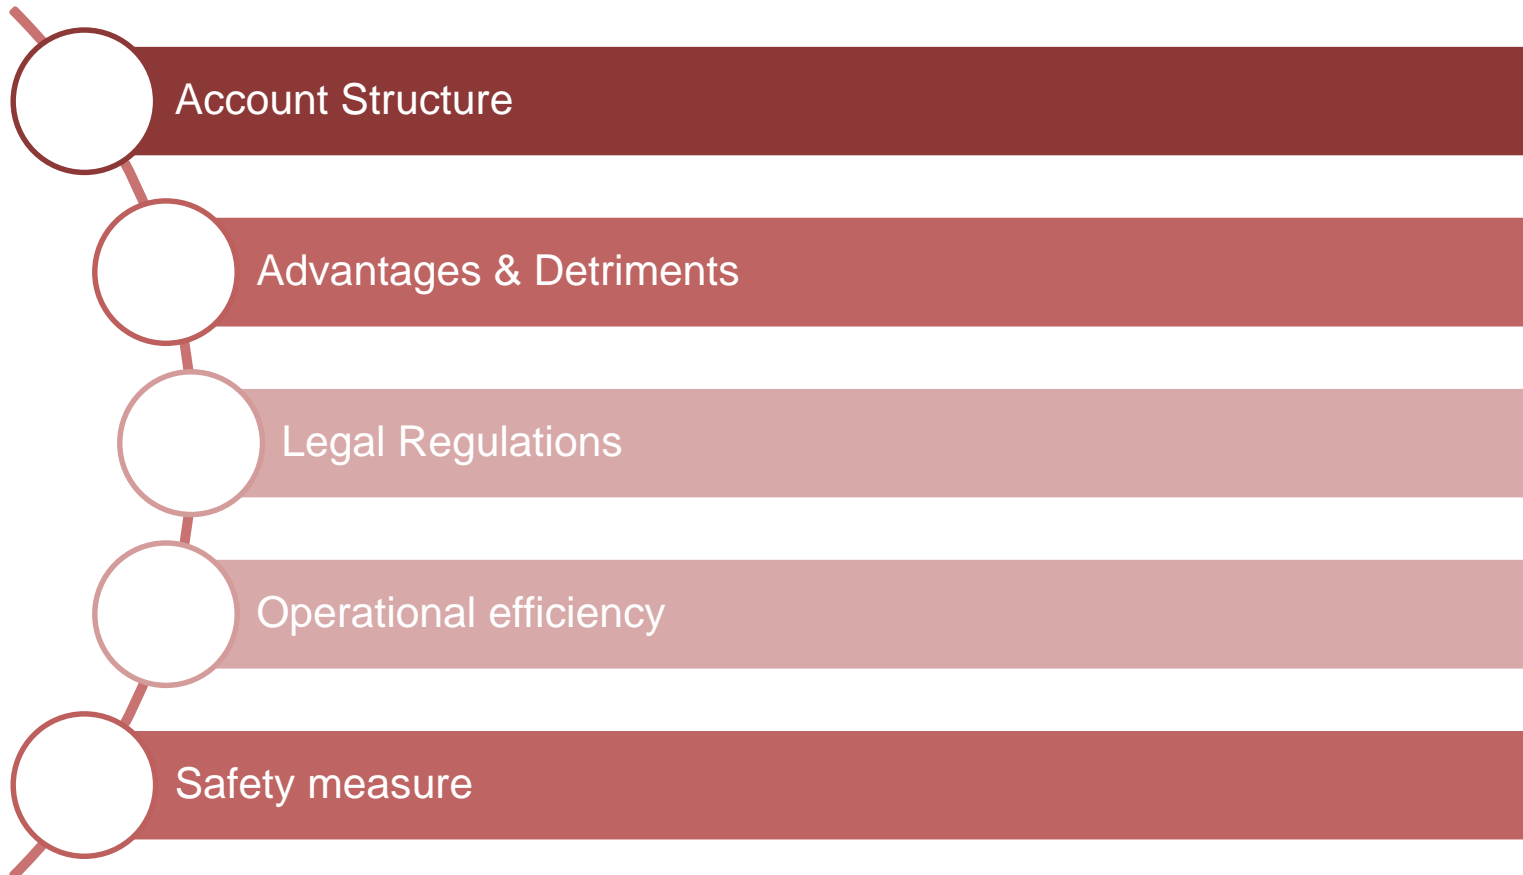 Account Structure
Advantages & Detriments
Legal Regulations
Operational efficiency
Safety measure